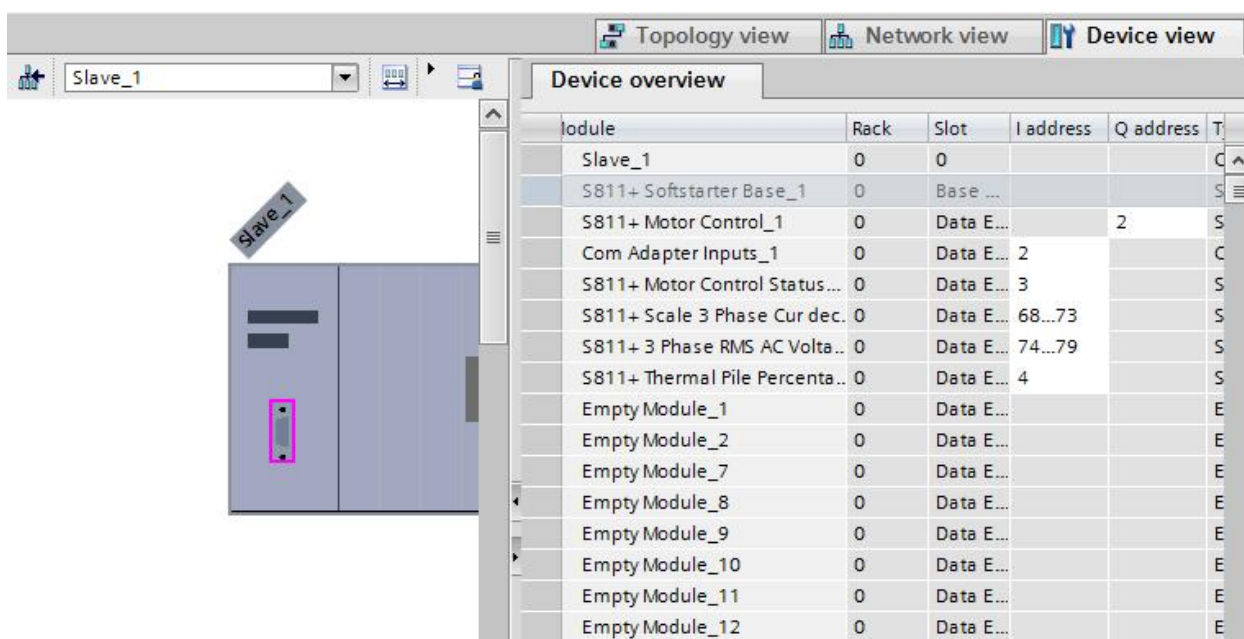 Topology view Network view Device view
Slave_1
Device overview
lodule Rack Slot I address Q address T
Slave_1 0 0 C
S811+ Softstarter Base_1 0 Base ... S
S811+ Motor Control_1 0 Data E... 2 S
Com Adapter Inputs_1 0 Data E... 2 C
S811+ Motor Control Status... 0 Data E... 3 S
S811+ Scale 3 Phase Cur dec. 0 Data E... 68...73 S
S811+ 3 Phase RMS AC Volta.. 0 Data E... 74...79 S
S811+ Thermal Pile Percenta.. 0 Data E... 4 S
Empty Module_1 0 Data E... E
Empty Module_2 0 Data E... E
Empty Module_7 0 Data E... E
Empty Module_8 0 Data E... E
Empty Module_9 0 Data E... E
Empty Module_10 0 Data E... E
Empty Module_11 0 Data E... E
Empty Module_12 0 Data E... E
Slave_1